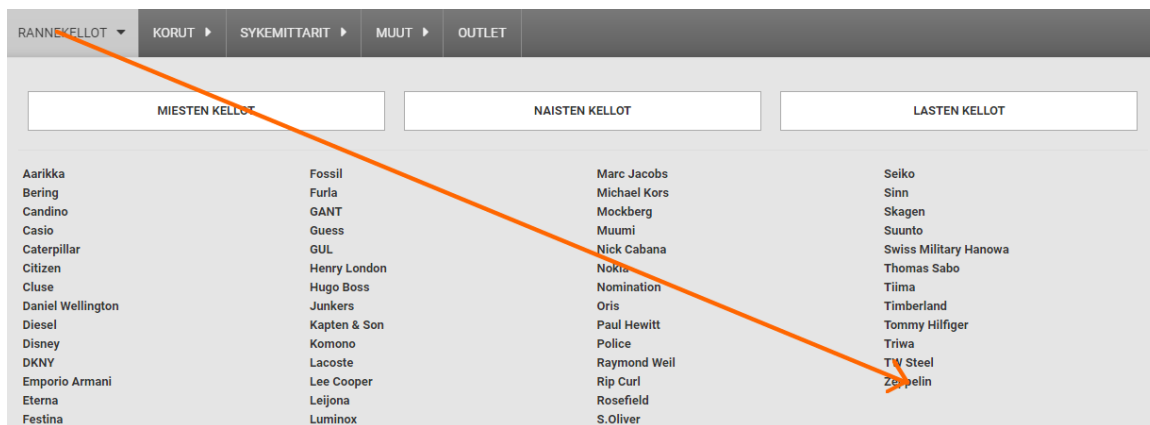 RANNEKELLOT KORUT SYKEMITTARIT MUUT OUTLET
MIESTEN KELLOT NAISTEN KELLOT LASTEN KELLOT
Aarikka
Bering
Candino
Casio
Caterpillar
Citizen
Cluse
Daniel Wellington
Diesel
Disney
DKNY
Emporio Armani
Eterna
Festina
Fossil
Furla
GANT
Guess
GUL
Henry London
Hugo Boss
Junkers
Kapten & Son
Komono
Lacoste
Lee Cooper
Leijona
Luminox
Marc Jacobs
Michael Kors
Mockberg
Muumi
Nick Cabana
Nokia
Nomination
Oris
Paul Hewitt
Police
Raymond Weil
Rip Curl
Rosefield
S.Oliver
Seiko
Sinn
Skagen
Suunto
Swiss Military Hanowa
Thomas Sabo
Tiima
Timberland
Tommy Hilfiger
Triwa
TW Steel
Zeppelin